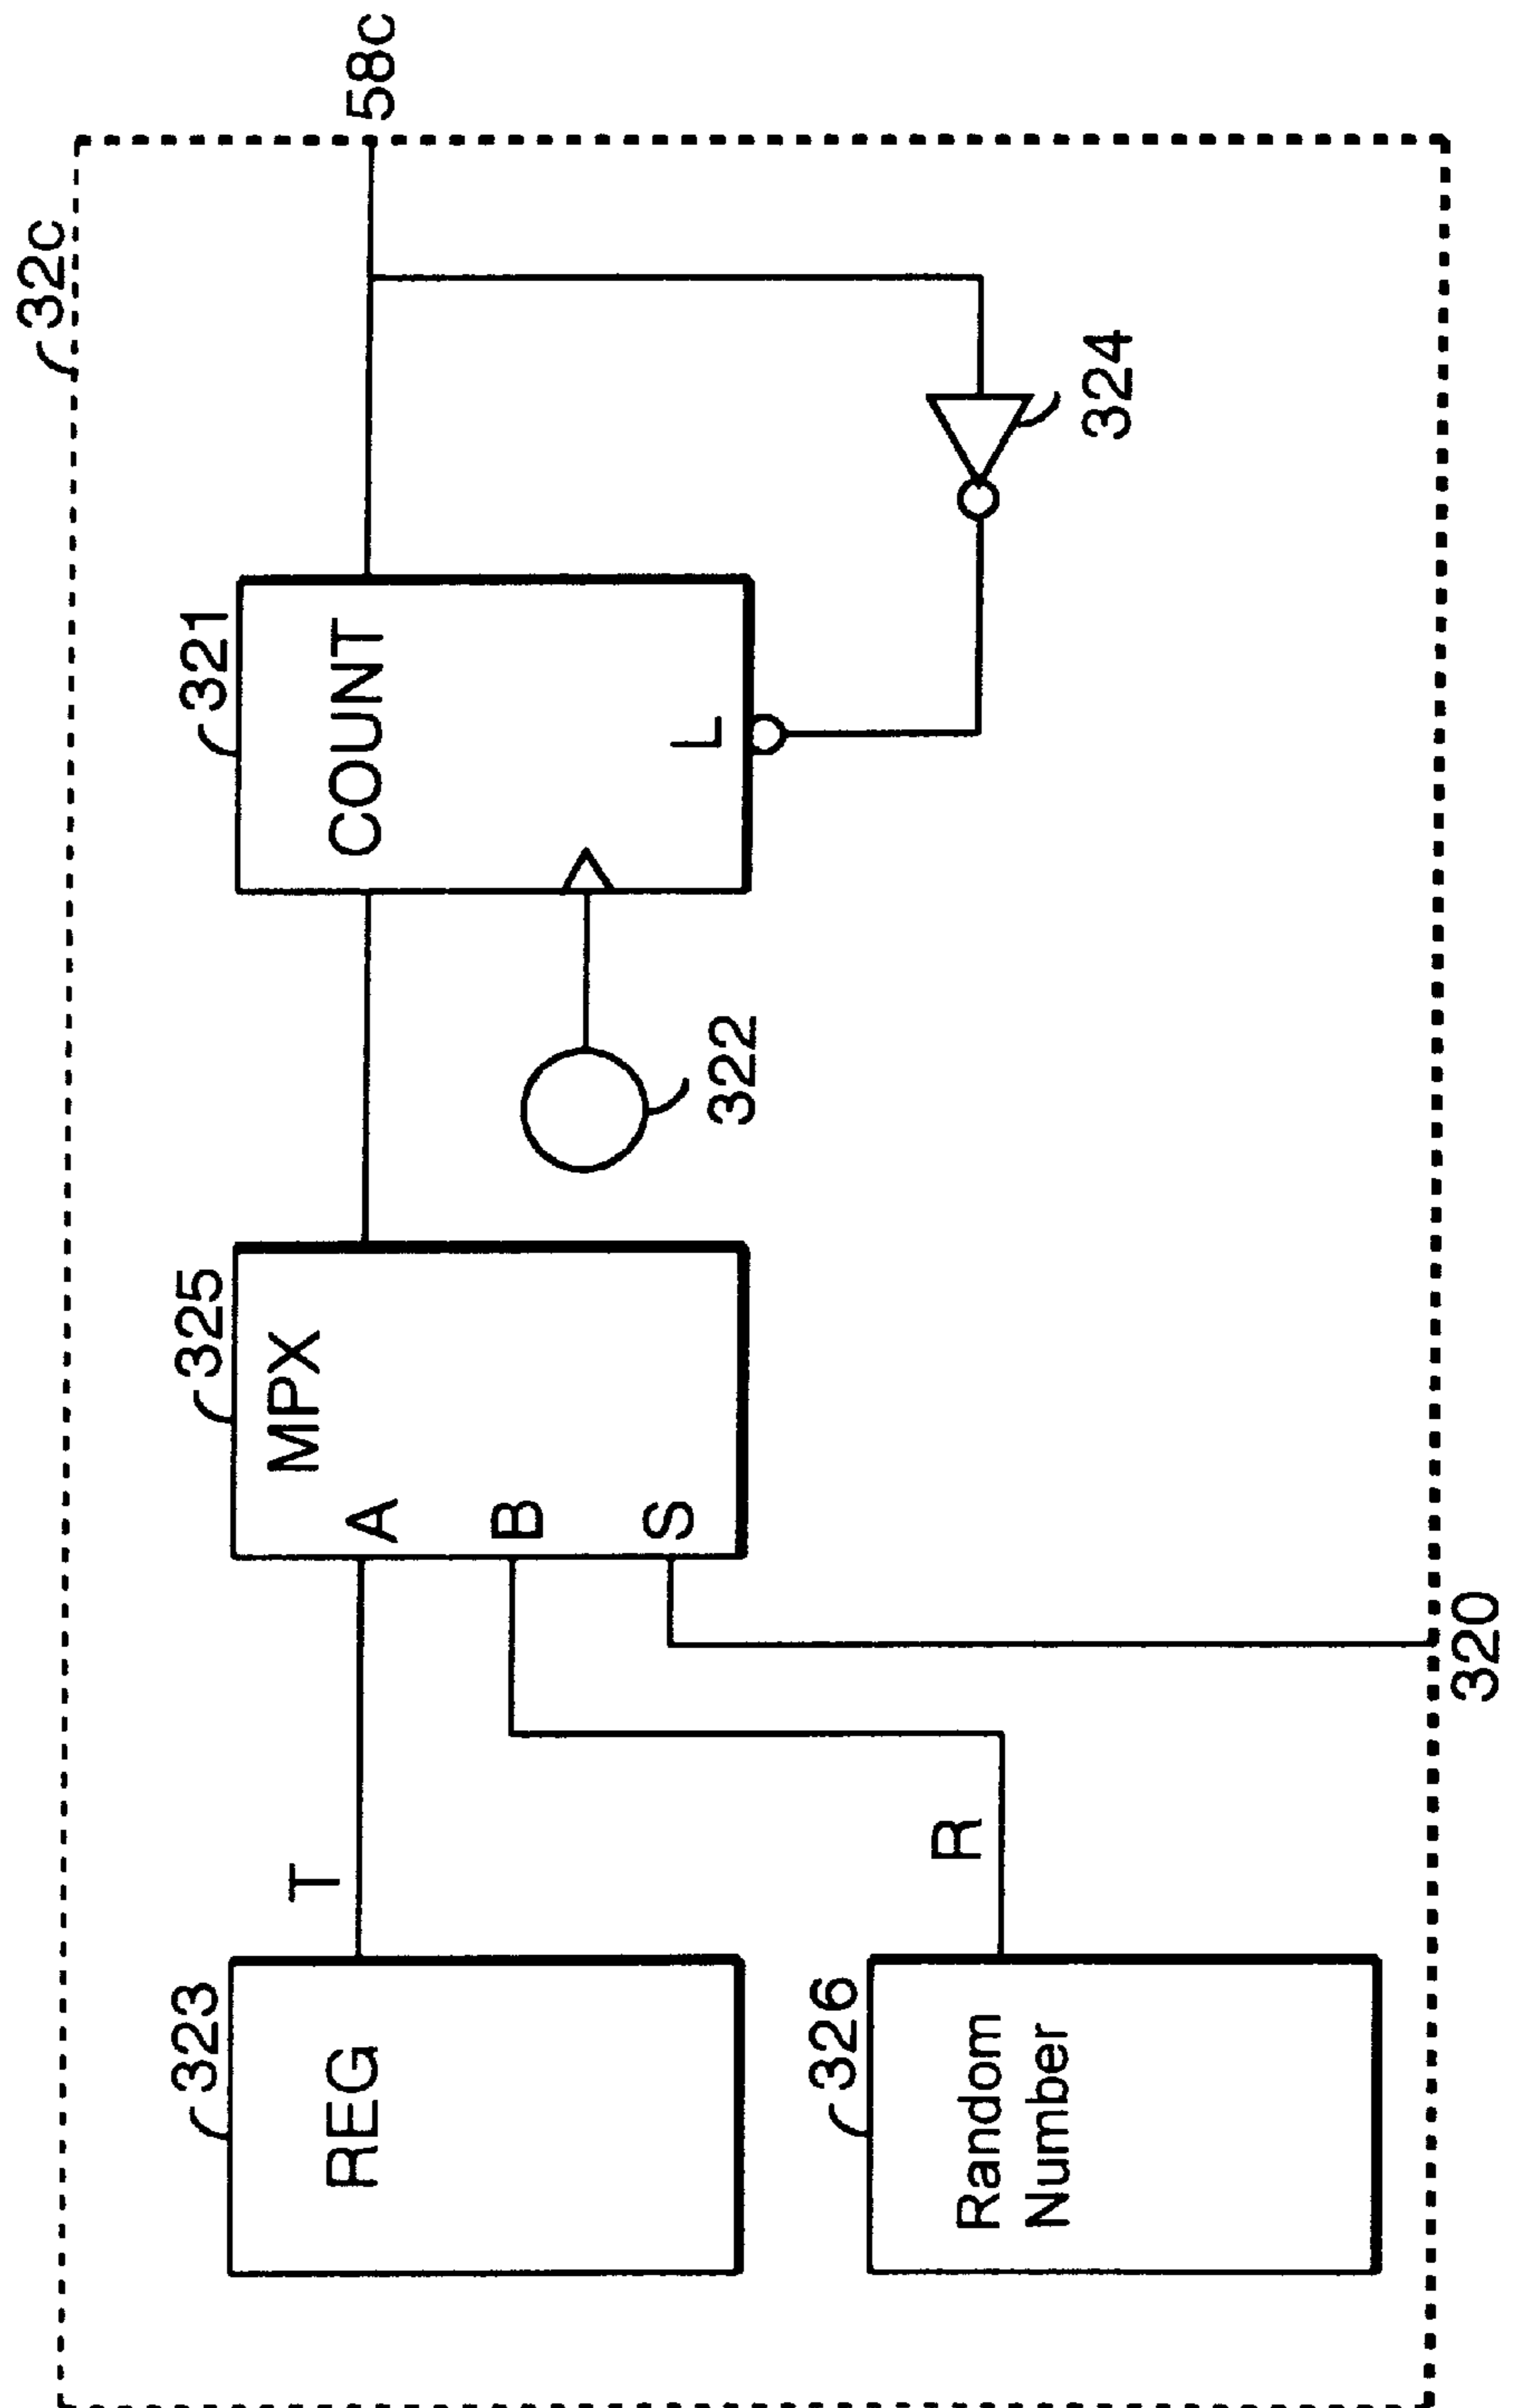 32c
323
REG
T
325
MPX
A
B
S
321
COUNT
L
58c
322
324
326
Random
Number
R
320